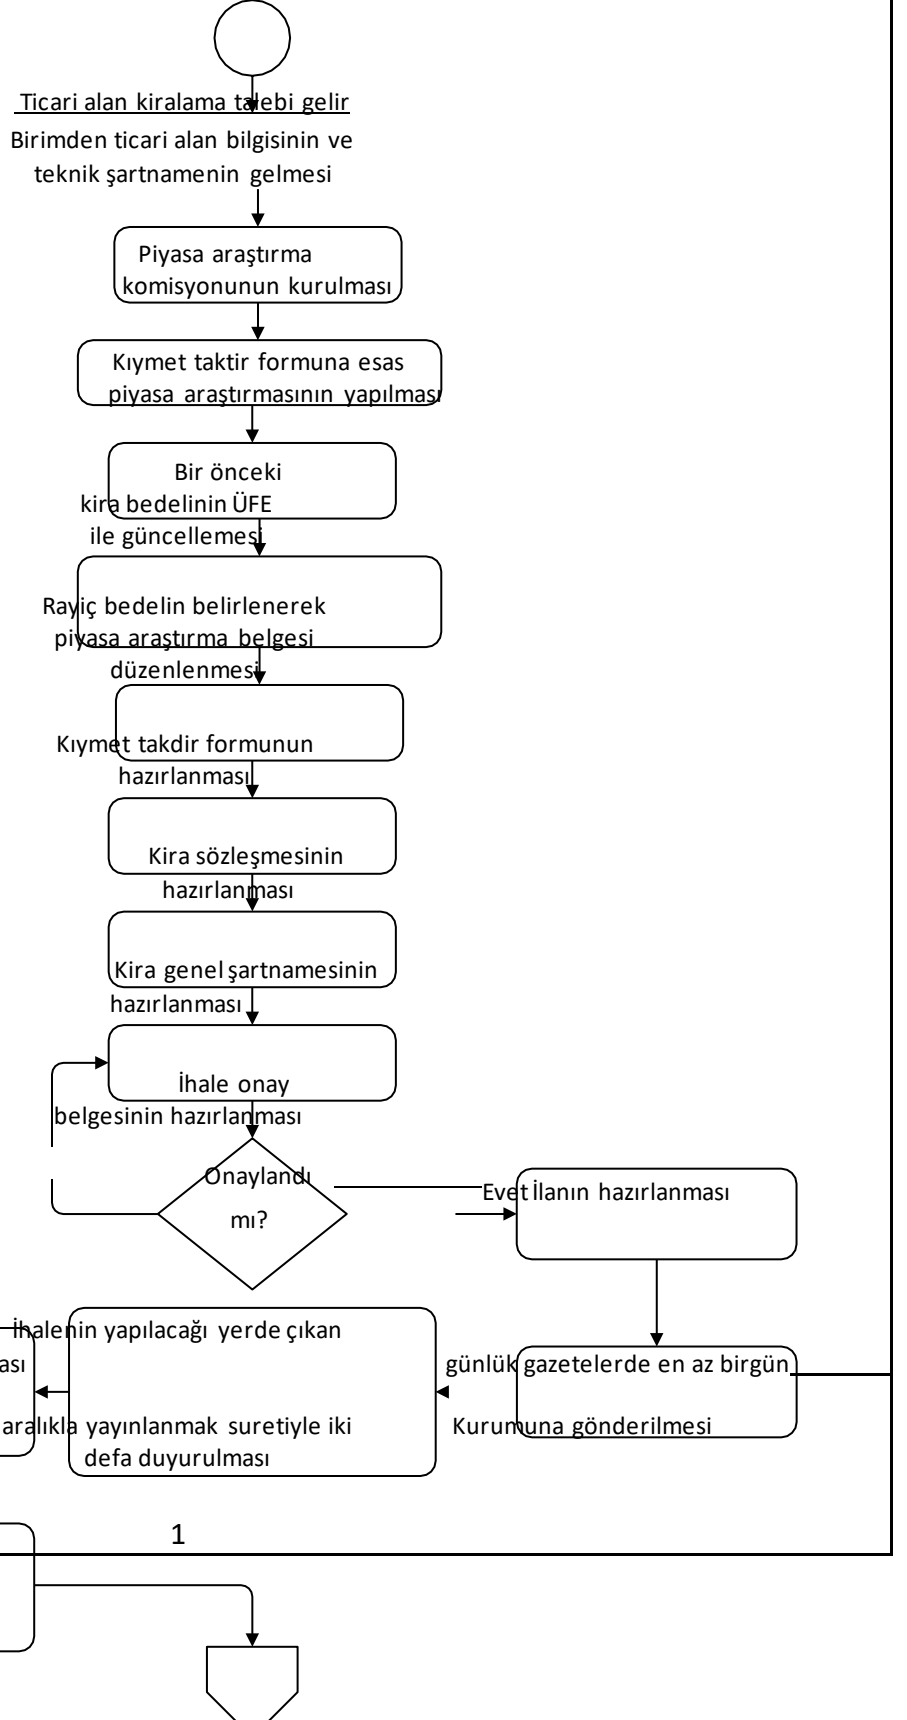 Ticari alan kiralama talebi gelir
Birimden ticari alan bilgisinin ve
teknik şartnamenin gelmesi
Piyasa araştırma
komisyonunun kurulması
Kıymet taktir formuna esas
piyasa araştırmasının yapılması
Bir önceki
kira bedelinin ÜFE
ile güncellemesi
Rayiç bedelin belirlenerek
piyasa araştırma belgesi
düzenlenmesi
Kıymet takdir formunun
hazırlanması
Kira sözleşmesinin
hazırlanması
Kira genel şartnamesinin
hazırlanması
İhale onay
belgesinin hazırlanması
Onaylandı
mı?
Evet İlanın hazırlanması
İhalenin yapılacağı yerde çıkan
ası
günlük gazetelerde en az birgün
aralıkla yayınlanmak suretiyle iki
Kurumuna gönderilmesi
defa duyurulması
1